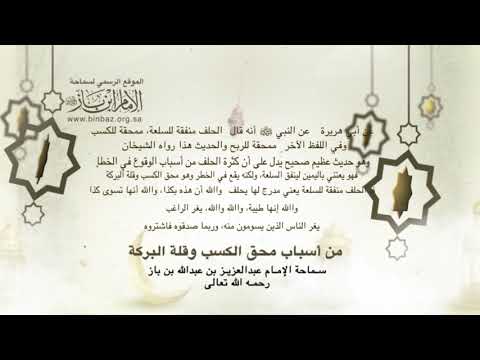 الموقع الرسمي لسماحة
الإمام ابن باز
www.binbaz.org.sa
عن أبي هريرة عن النبي ﷺ أنه قال الحلف منفقة للسلعة، ممحقة للكسب
وفي اللفظ الآخر ممحقة للربح والحديث هذا رواه الشيخان
وهو حديث عظيم صحيح يدل على أن كثرة الحلف من أسباب الوقوع في الخطر
فهو يعتني باليمين لينفق السلعة، ولكنه يقع في الخطر وهو محق الكسب وقلة البركة
الحلف منفقة للسلعة يعني مدرج لها يحلف والله أن هذه بكذا، والله أنها تسوى كذا
والله إنها طيبة، والله والله، يغر الراغب
يغر الناس الذين يسومون منه، وربما صدقوه فاشتروه
من أسباب محق الكسب وقلة البركة
سماحة الإمام عبدالعزيز بن عبدالله بن باز
رحمه الله تعالى